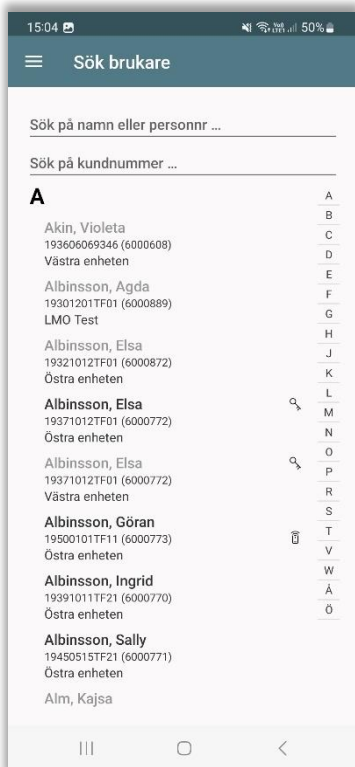 15:04 50%
Sök brukare
Sök på namn eller personnr ...
Sök på kundnummer ...
A
Akin, Violeta
193606069346 (6000608)
Västra enheten
Albinsson, Agda
19301201TF01 (6000889)
LMO Test
Albinsson, Elsa
19321012TF01 (6000872)
Östra enheten
Albinsson, Elsa
19371012TF01 (6000772)
Östra enheten
Albinsson, Elsa
19371012TF01 (6000772)
Västra enheten
Albinsson, Göran
19500101TF11 (6000773)
Östra enheten
Albinsson, Ingrid
19391011TF21 (6000770)
Östra enheten
Albinsson, Sally
19450515TF21 (6000771)
Östra enheten
Alm, Kajsa
A
B
C
D
E
F
G
H
J
K
L
M
N
O
P
R
S
T
V
W
Å
Ö